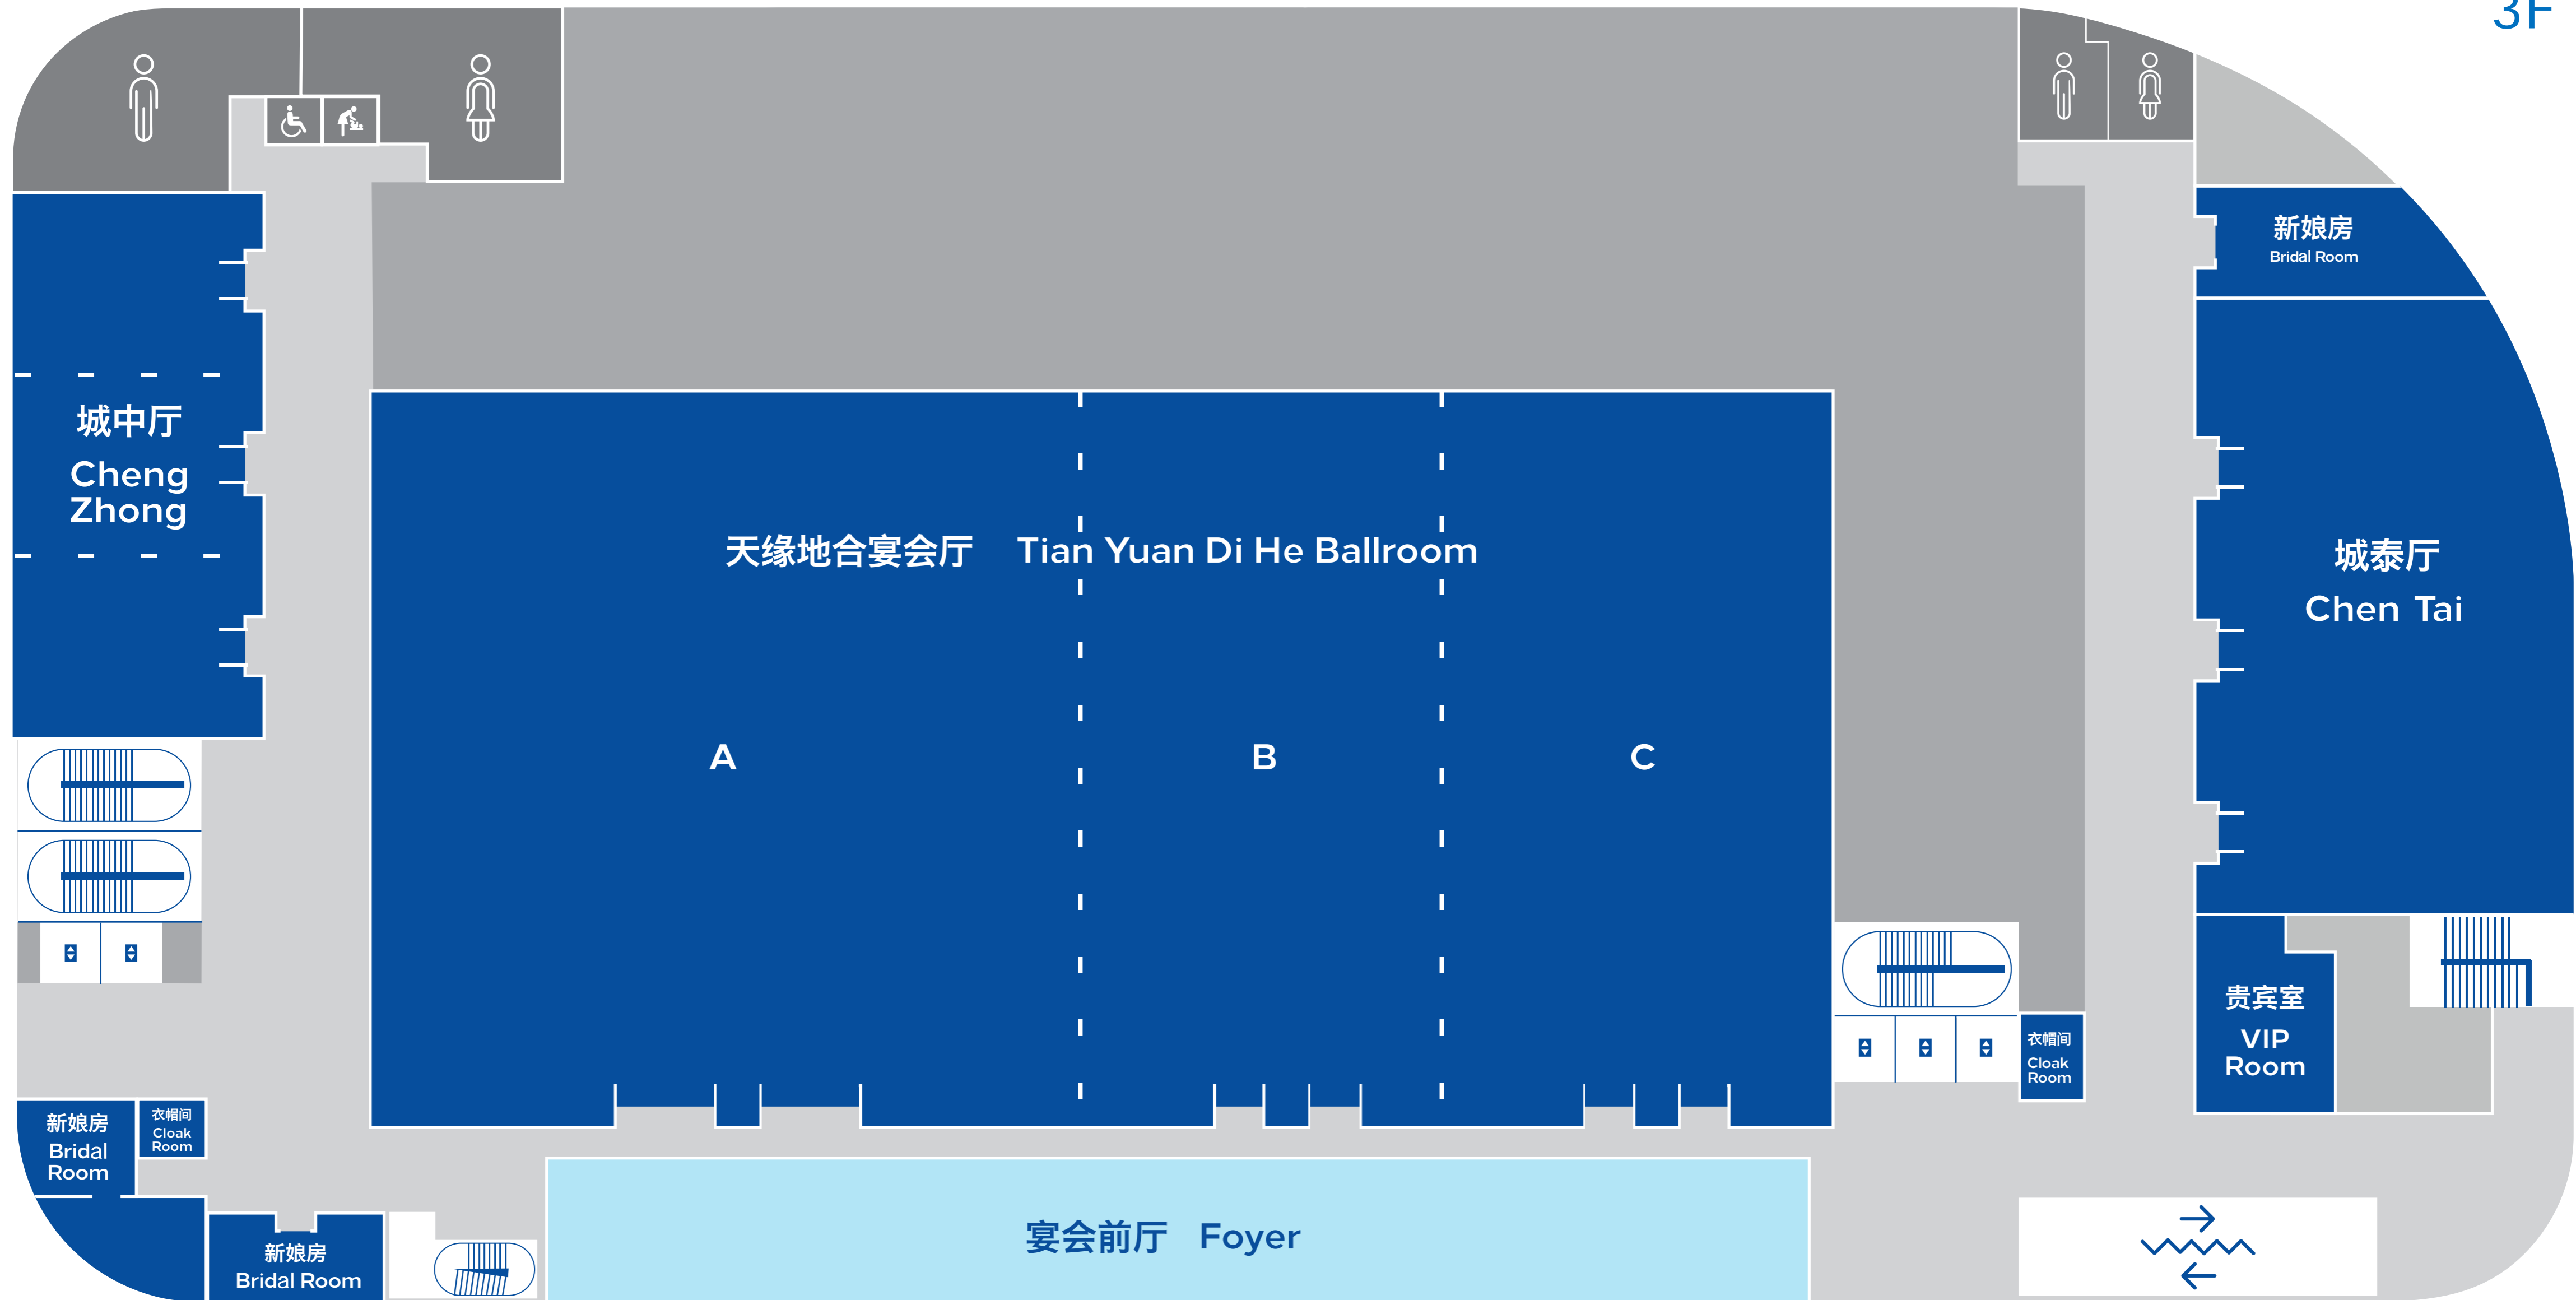 3F
新娘房
Bridal Room
城中厅
Cheng
Zhong
天缘地合宴会厅 Tian Yuan Di He Ballroom
城泰厅
Chen Tai
A
B
C
贵宾室
VIP
Room
衣帽间
Cloak
Room
新娘房
Bridal
Room
衣帽间
Cloak
Room
宴会前厅 Foyer
新娘房
Bridal Room